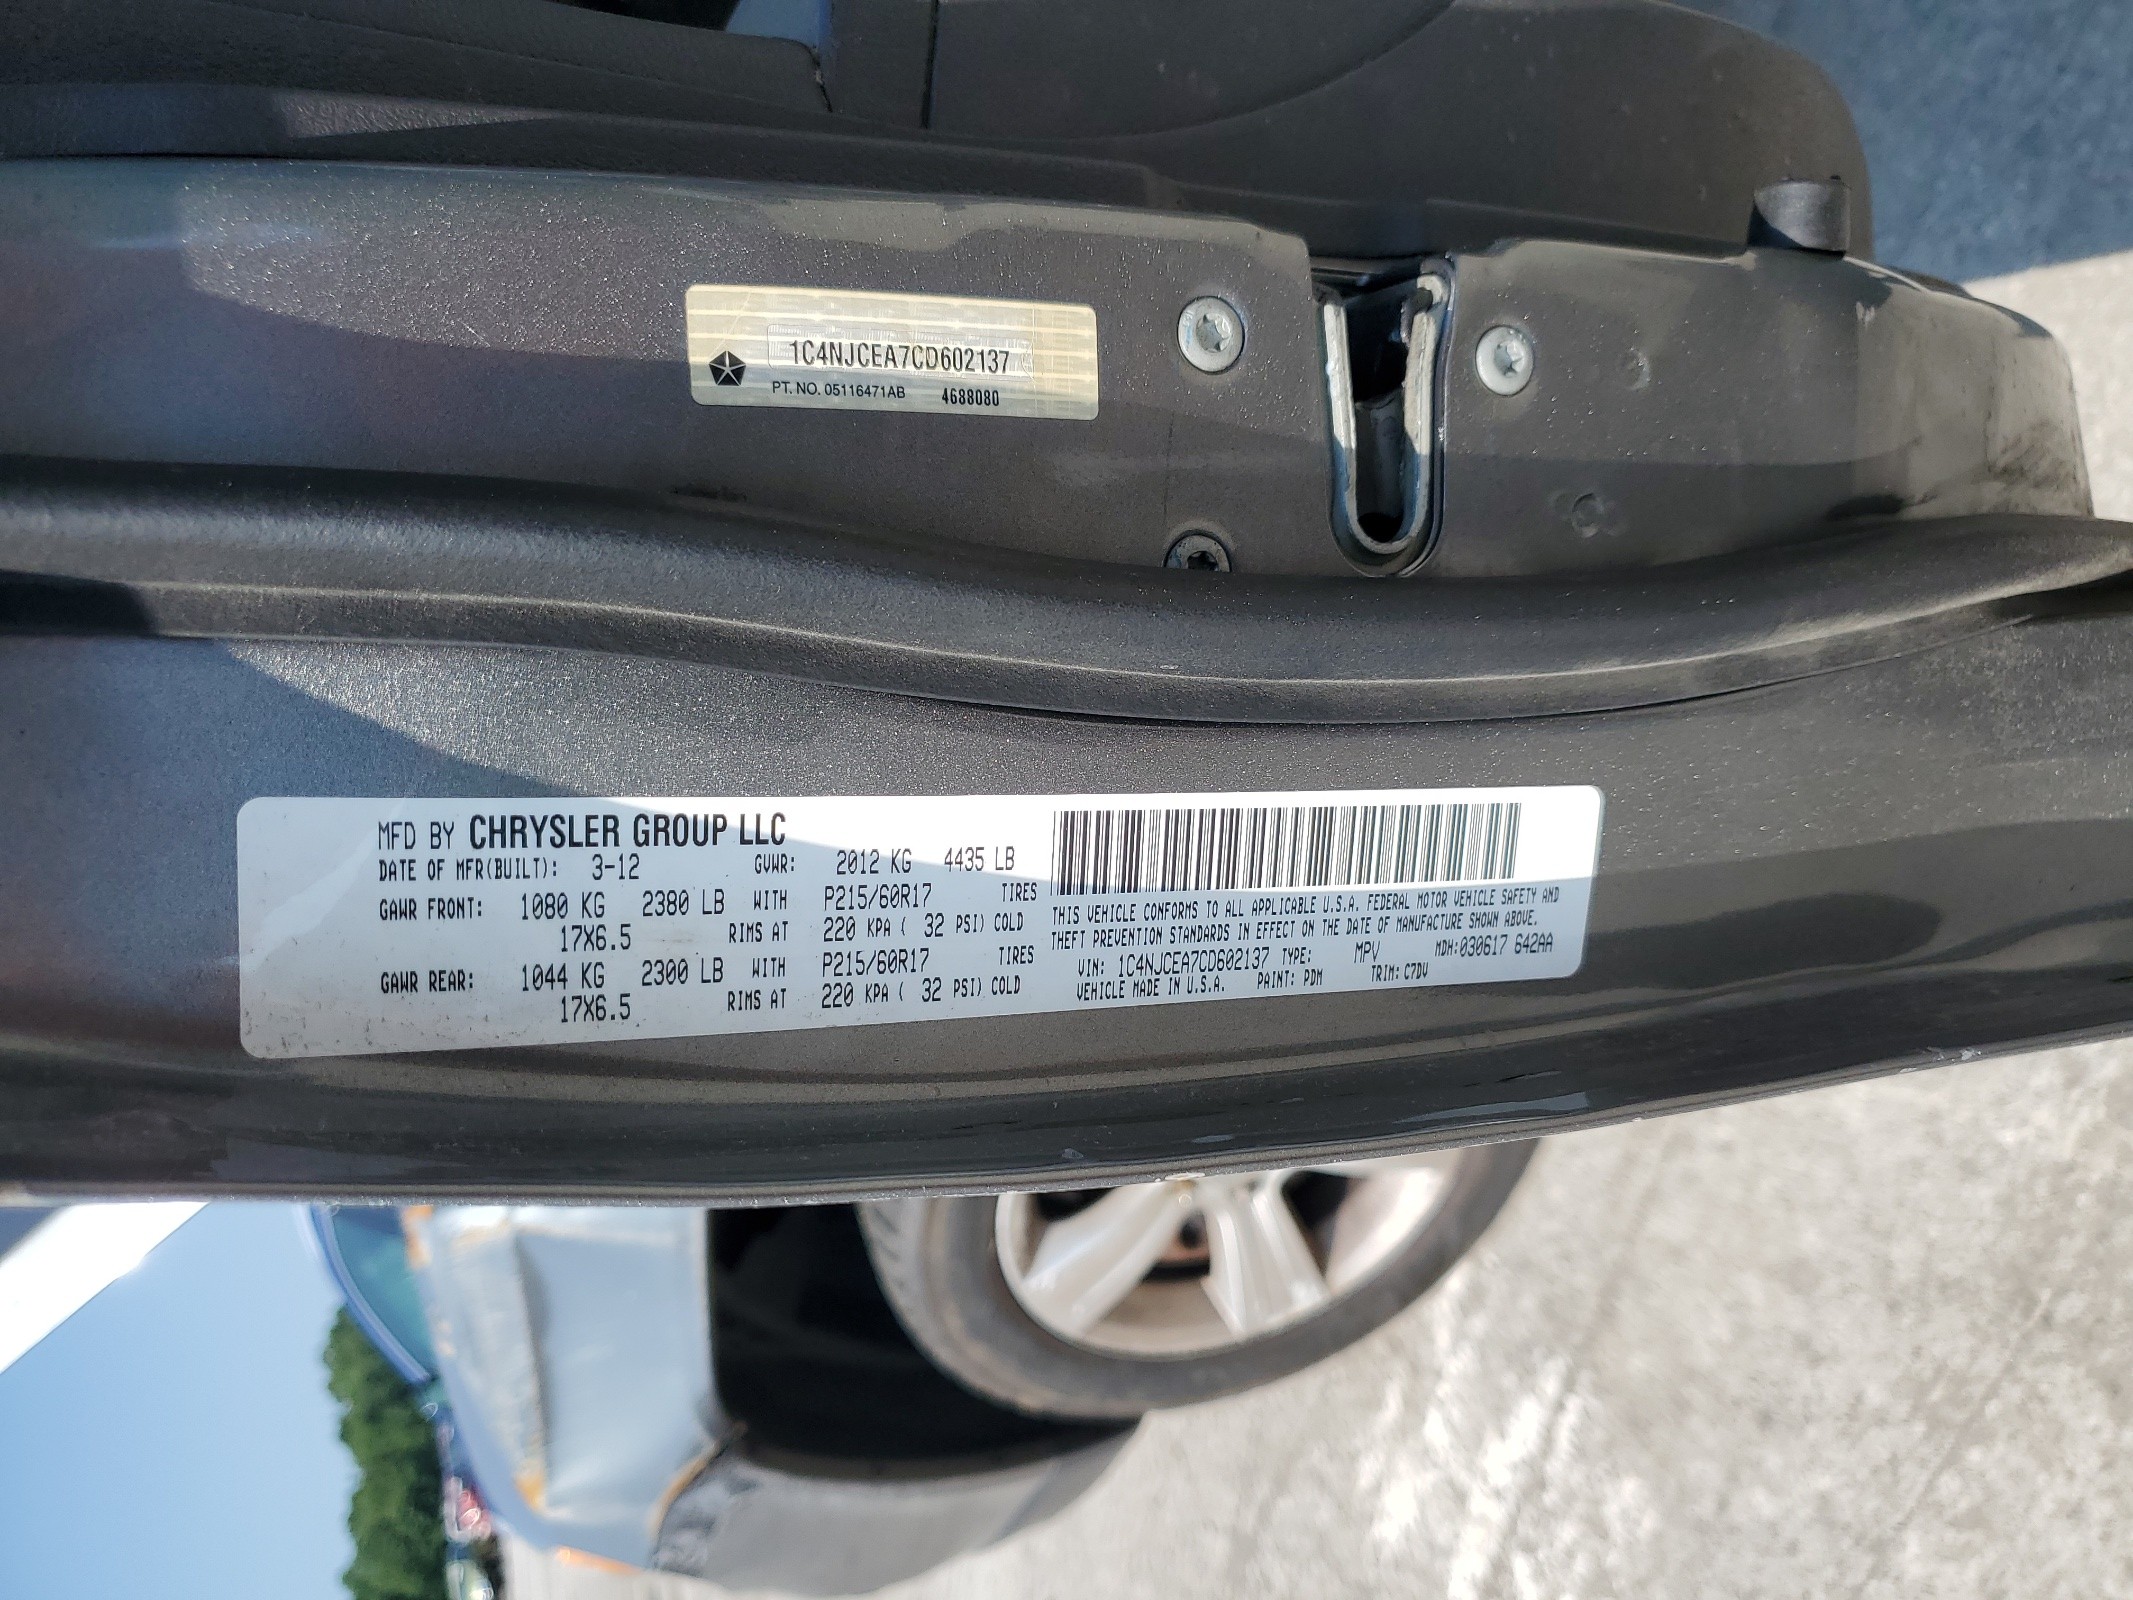 1C4NJCEA7CD602137
PT. NO. 05116471AB 4688080
MFD BY CHRYSLER GROUP LLC
DATE OF MFR(BUILT): 3-12 GVWR: 2012 KG 4435 LB
GAWR FRONT: 1080 KG 2380 LB WITH P215/60R17 TIRES
17X6.5 RIMS AT 220 KPA ( 32 PSI) COLD
GAWR REAR: 1044 KG 2300 LB WITH P215/60R17 TIRES
17X6.5 RIMS AT 220 KPA ( 32 PSI) COLD
THIS VEHICLE CONFORMS TO ALL APPLICABLE U.S.A. FEDERAL MOTOR VEHICLE SAFETY AND
THEFT PREVENTION STANDARDS IN EFFECT ON THE DATE OF MANUFACTURE SHOWN ABOVE.
VIN: 1C4NJCEA7CD602137 TYPE: MPV MDH:030617 642AA
VEHICLE MADE IN U.S.A. PAINT: PDM TRIM: C7DV